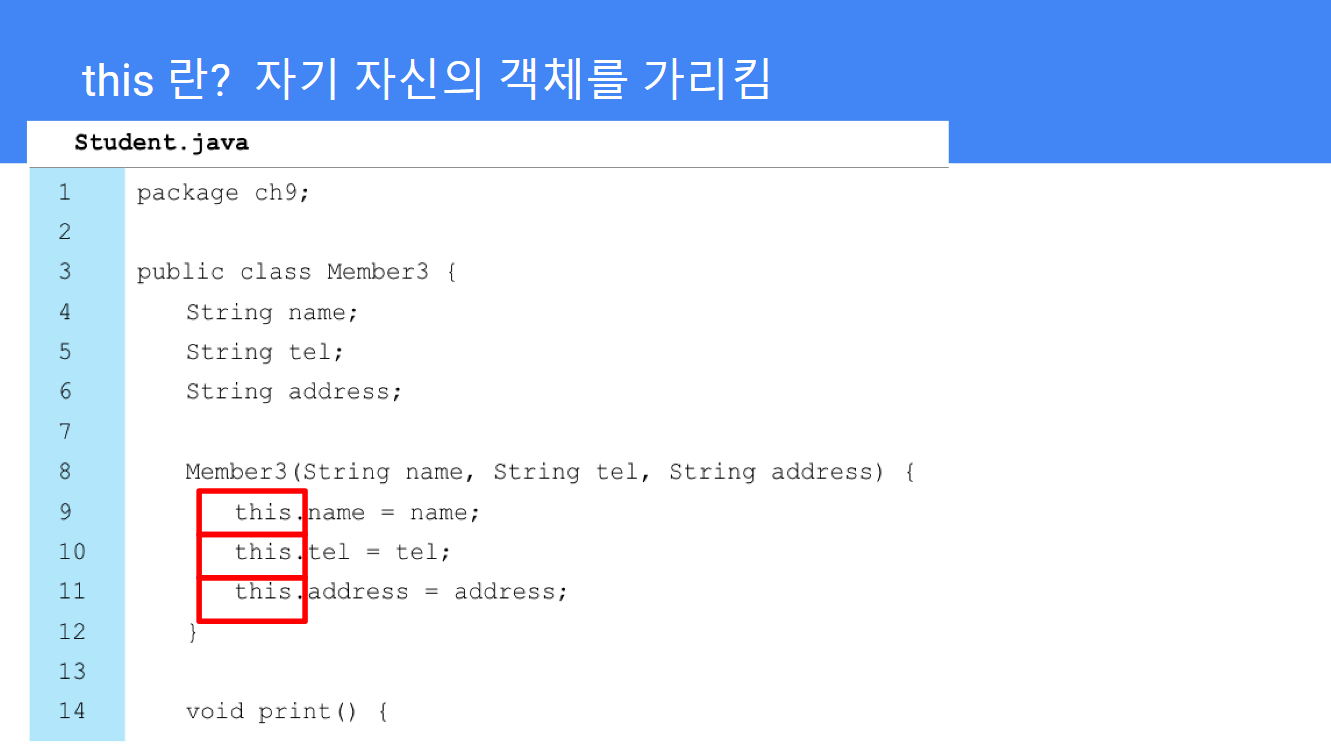 this 란? 자기 자신의 객체를 가리킴
Student.java
1 package ch9;
2
3 public class Member3 {
4 String name;
5 String tel;
6 String address;
7
8 Member3(String name, String tel, String address) {
9 this.name = name;
10 this.tel = tel;
11 this.address = address;
12 }
13
14 void print() {